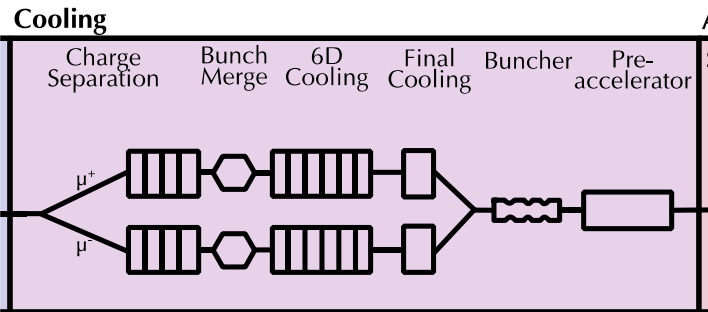 Cooling
Charge Separation
Bunch Merge
6D Cooling
Final Cooling
Buncher
Pre-accelerator
μ+
μ-